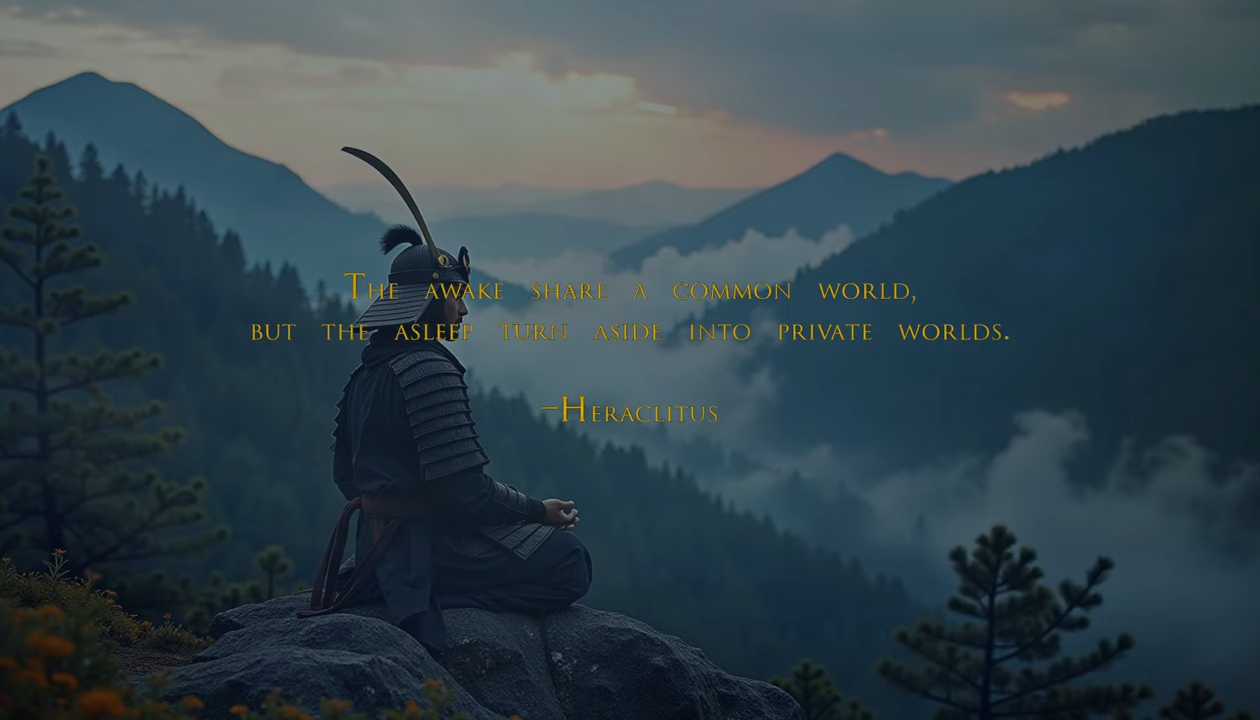 The awake share a common world,
but the asleep turn aside into private worlds.
–Heraclitus